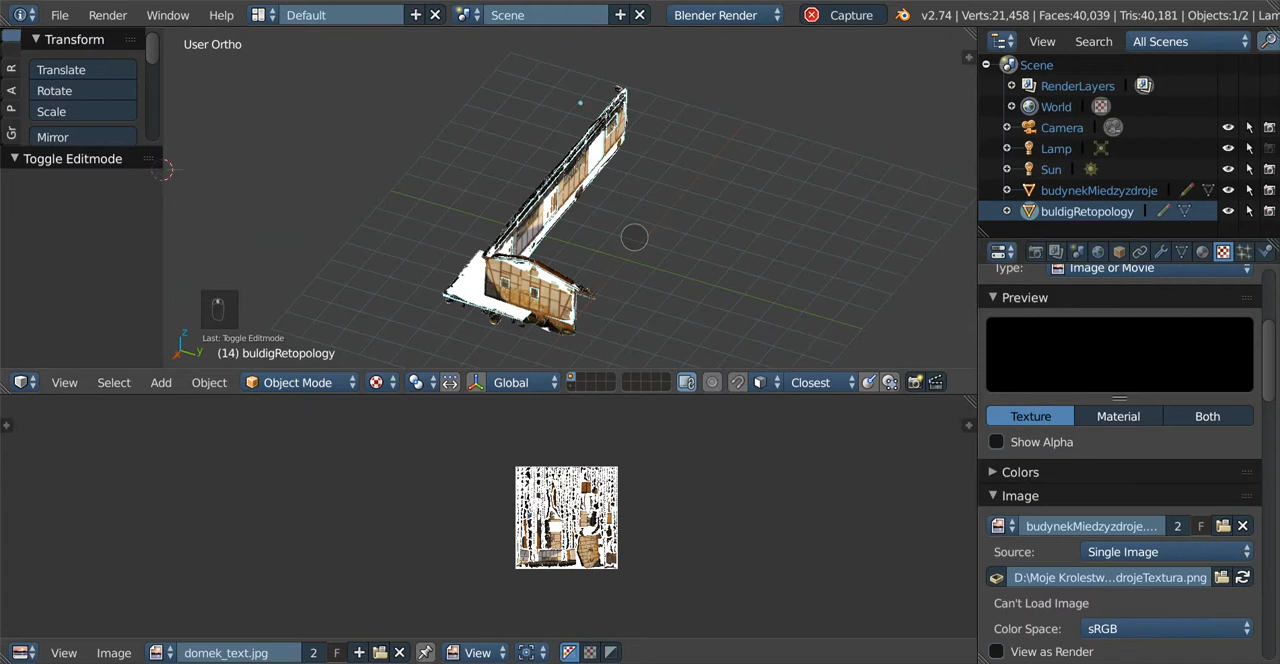 File Render Window Help Default Scene Blender Render Capture v2.74 | Verts:21,458 | Faces:40,039 | Tris:40,181 | Objects:1/2 | Lam
Transform
Translate
Rotate
Scale
Mirror
Toggle Editmode
R
A
P
Gr
User Ortho
z
y
x
Last: Toggle Editmode
(14) buldigRetopology
View Select Add Object Object Mode Global Closest
View Image domek_text.jpg 2 F View
View Search All Scenes
Scene
RenderLayers
World
Camera
Lamp
Sun
budynekMiedzyzdroje
buldigRetopology
Type: Image or Movie
Preview
Texture Material Both
Show Alpha
Colors
Image
budynekMiedzyzdroje.... 2 F
Source: Single Image
D:\Moje Krolestw...drojeTextura.png
Can't Load Image
Color Space: sRGB
View as Render